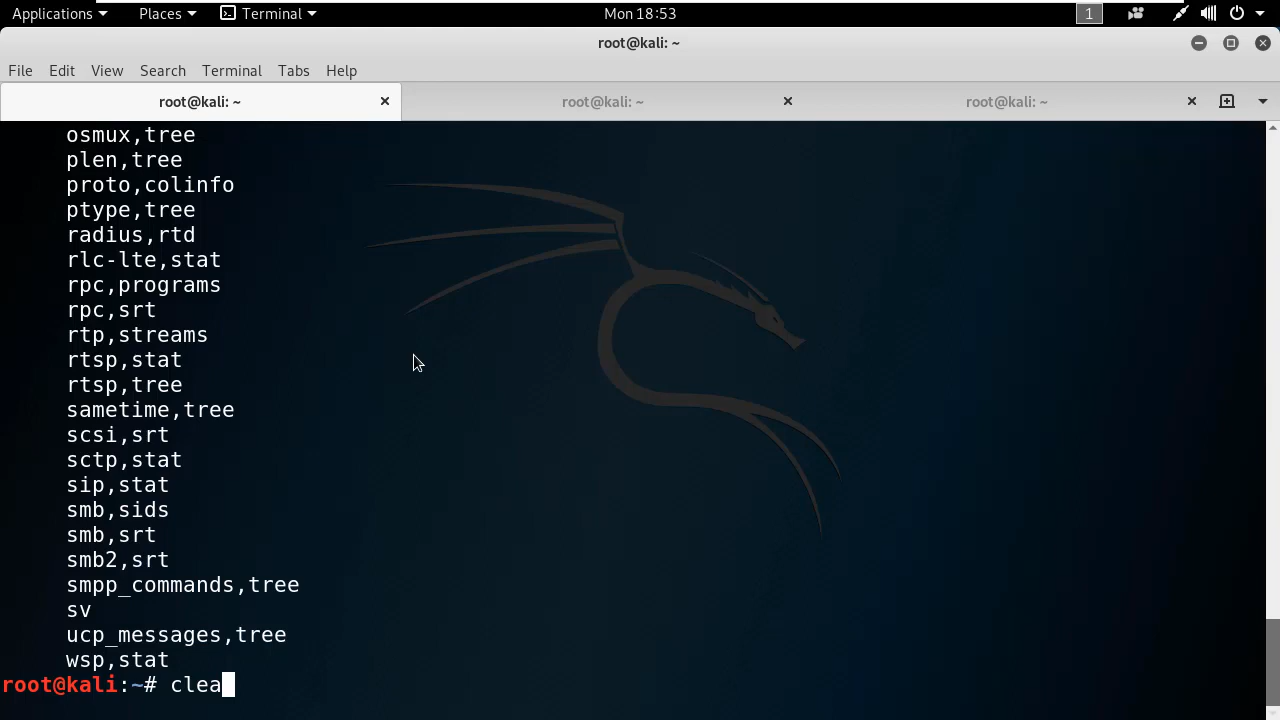 Applications Places Terminal Mon 18:53 1
root@kali: ~
File Edit View Search Terminal Tabs Help
root@kali: ~ root@kali: ~ root@kali: ~
osmux,tree
plen,tree
proto,colinfo
ptype,tree
radius,rtd
rlc-lte,stat
rpc,programs
rpc,srt
rtp,streams
rtsp,stat
rtsp,tree
sametime,tree
scsi,srt
sctp,stat
sip,stat
smb,sids
smb,srt
smb2,srt
smpp_commands,tree
sv
ucp_messages,tree
wsp,stat
root@kali:~# clea